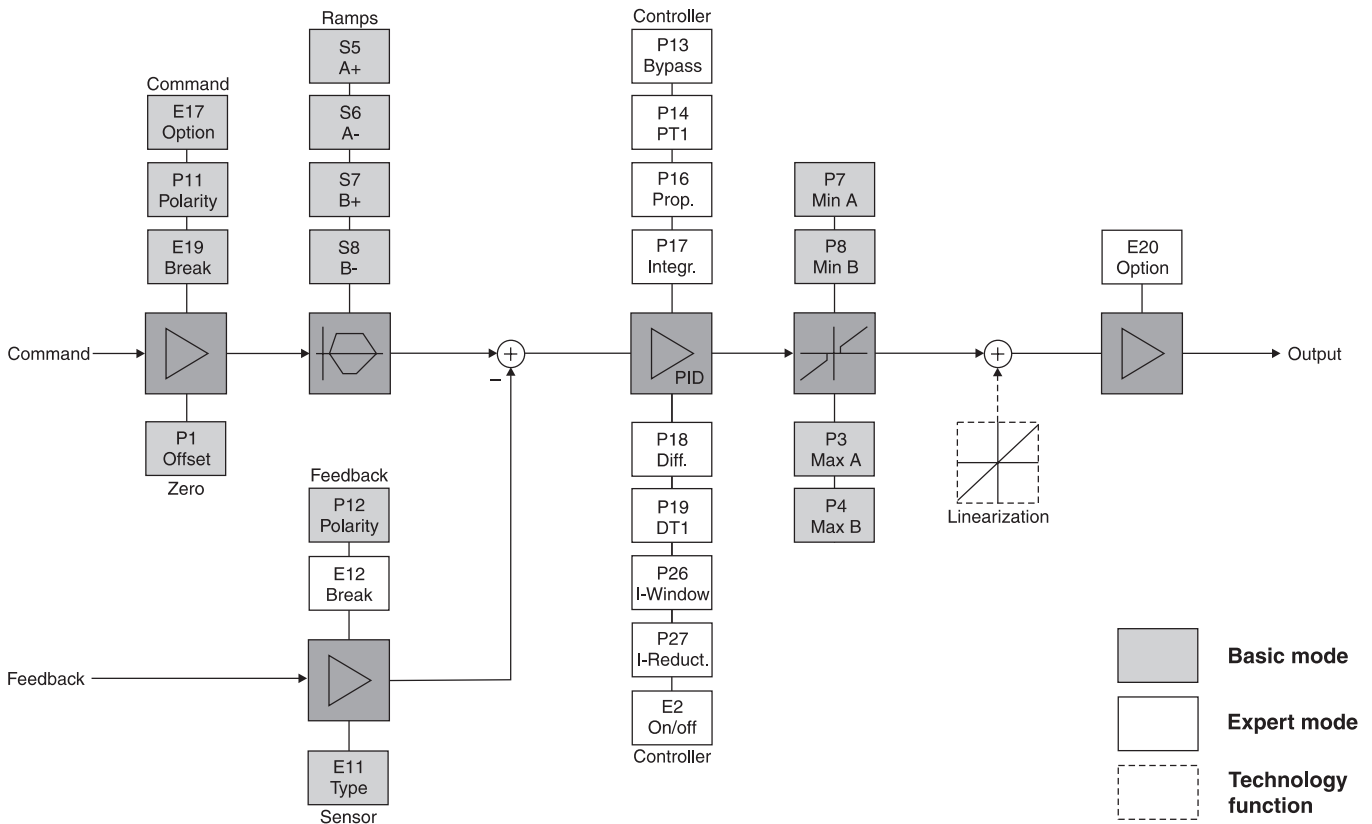 Ramps
S5
A+
S6
A-
S7
B+
S8
B-
Command
E17
Option
P11
Polarity
E19
Break
Command
P1
Offset
Zero
Controller
P13
Bypass
P14
PT1
P16
Prop.
P17
Integr.
PID
P18
Diff.
P19
DT1
P26
I-Window
P27
I-Reduct.
E2
On/off
Controller
P7
Min A
P8
Min B
P3
Max A
P4
Max B
+
–
+
Linearization
E20
Option
Output
Feedback
P12
Polarity
E12
Break
Feedback
E11
Type
Sensor
Basic mode
Expert mode
Technology
function